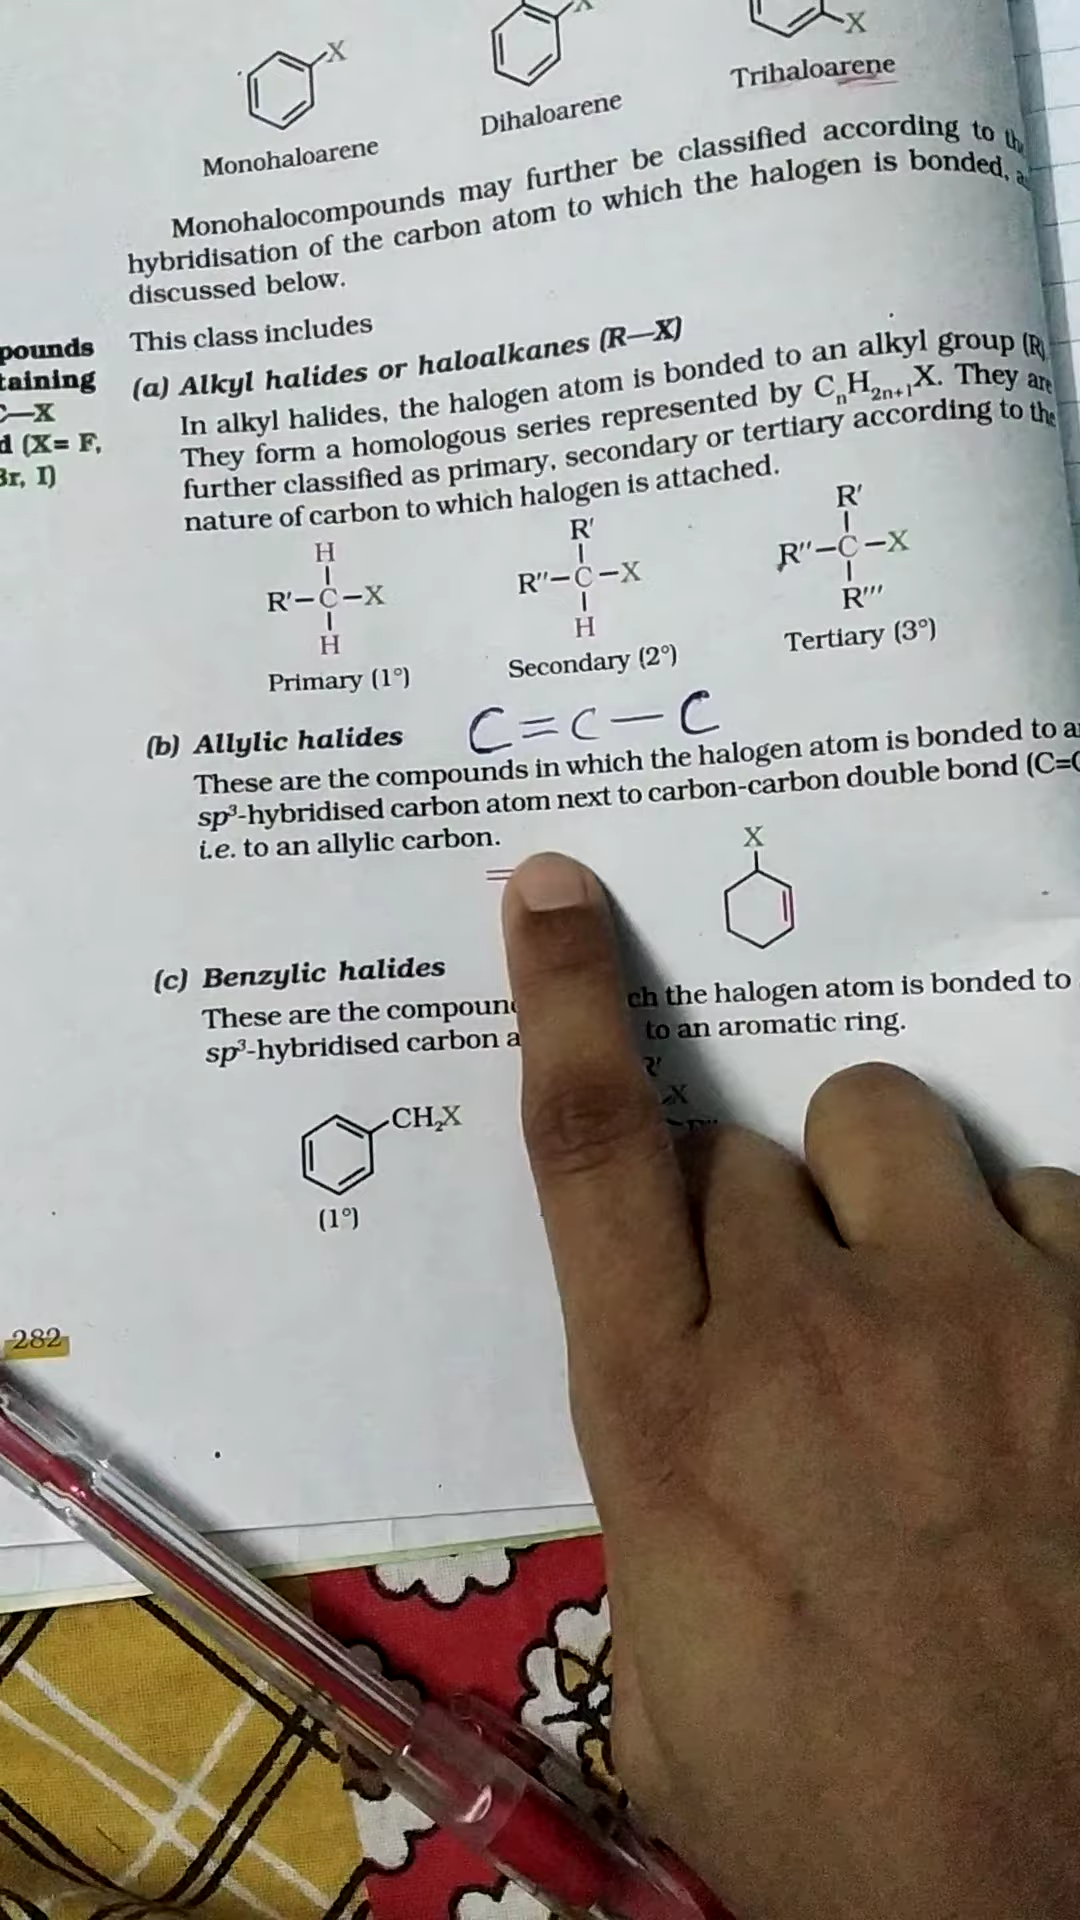 X
X
X
Monohaloarene
Dihaloarene
Trihaloarene
Monohalocompounds may further be classified according to
hybridisation of the carbon atom to which the halogen is bonded,
discussed below.
This class includes
(a) Alkyl halides or haloalkanes (R—X)
In alkyl halides, the halogen atom is bonded to an alkyl group (R)
They form a homologous series represented by CₙH₂ₙ₊₁X. They are
further classified as primary, secondary or tertiary according to the
nature of carbon to which halogen is attached.
pounds
taining
C—X
d (X= F,
Br, I)
H
R'—C—X
H
Primary (1°)
R'
R''—C—X
H
Secondary (2°)
R'
R''—C—X
R'''
Tertiary (3°)
(b) Allylic halides
C=C—C
These are the compounds in which the halogen atom is bonded to a
sp³-hybridised carbon atom next to carbon-carbon double bond (C=C
i.e. to an allylic carbon.
X
(c) Benzylic halides
These are the compoun ch the halogen atom is bonded to
sp³-hybridised carbon a to an aromatic ring.
R'
X
CH₂X
(1°)
282